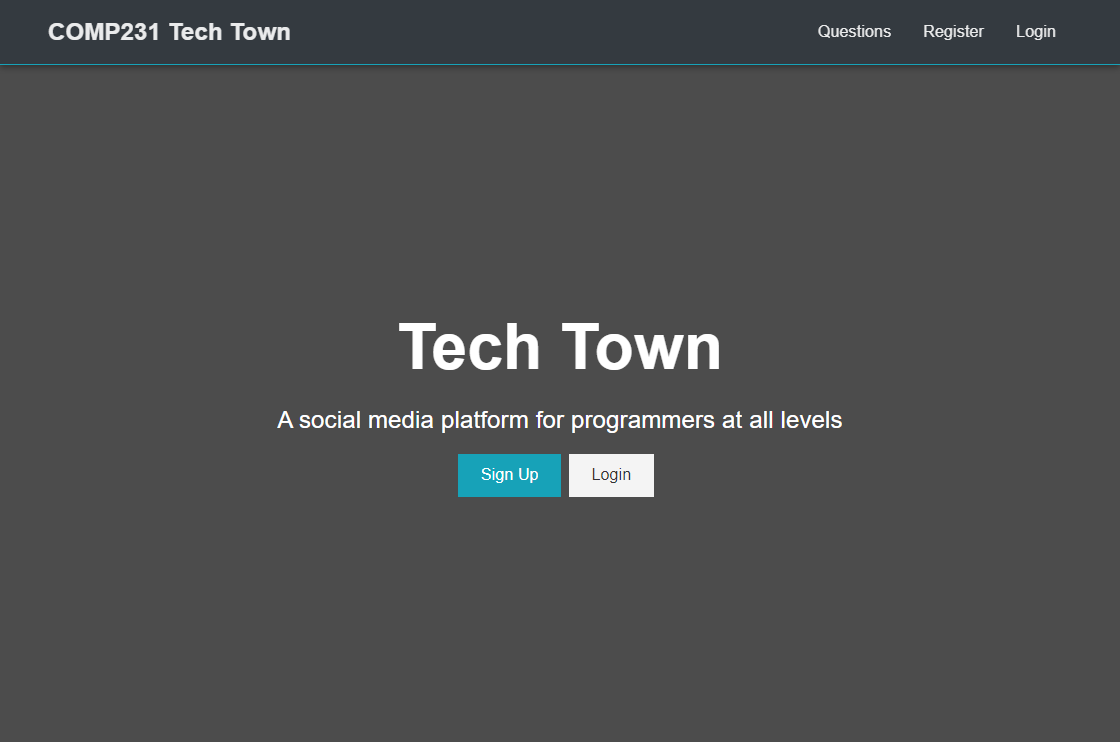 COMP231 Tech Town
Questions Register Login
Tech Town
A social media platform for programmers at all levels
Sign Up Login